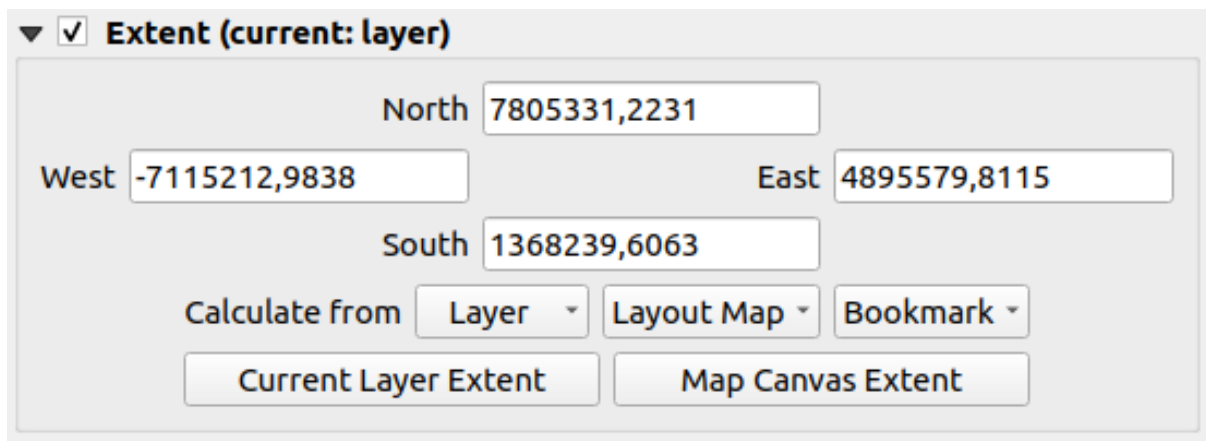 Extent (current: layer)
North 7805331,2231
West -7115212,9838 East 4895579,8115
South 1368239,6063
Calculate from Layer Layout Map Bookmark
Current Layer Extent Map Canvas Extent